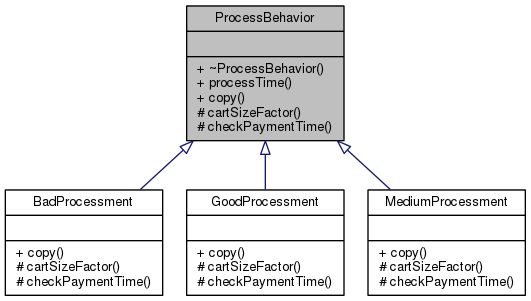 ProcessBehavior
+ ~ProcessBehavior()
+ processTime()
+ copy()
# cartSizeFactor()
# checkPaymentTime()
BadProcessment
+ copy()
# cartSizeFactor()
# checkPaymentTime()
GoodProcessment
+ copy()
# cartSizeFactor()
# checkPaymentTime()
MediumProcessment
+ copy()
# cartSizeFactor()
# checkPaymentTime()